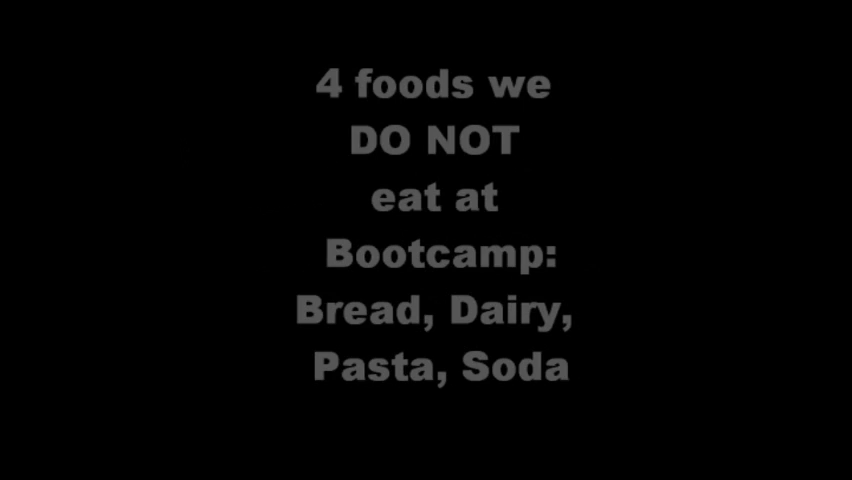 4 foods we
DO NOT
eat at
Bootcamp:
Bread, Dairy,
Pasta, Soda